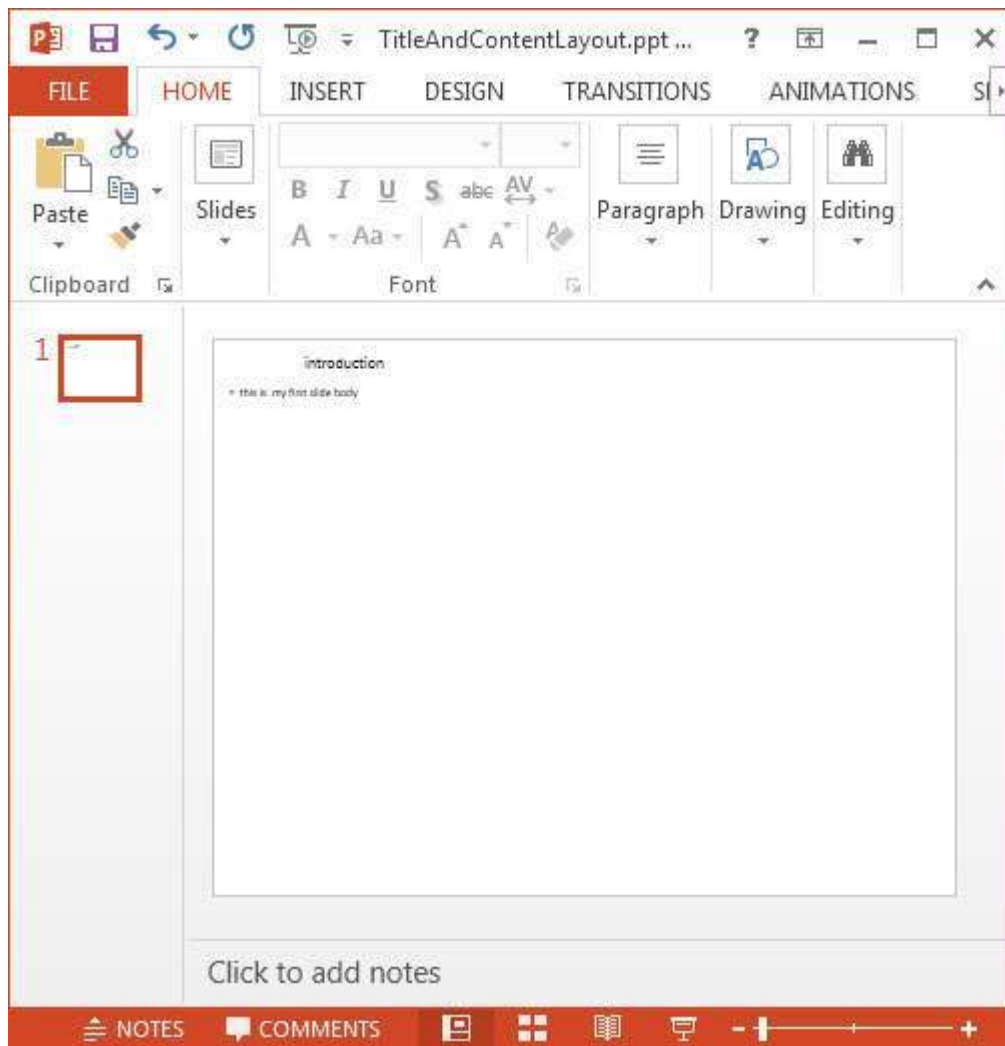 P
TitleAndContentLayout.ppt ... ?
FILE HOME INSERT DESIGN TRANSITIONS ANIMATIONS
Paste Slides B I U S abc AV Paragraph Drawing Editing
A Aa A A
Clipboard Font
1
introduction
• this is my first slide body
Click to add notes
NOTES COMMENTS